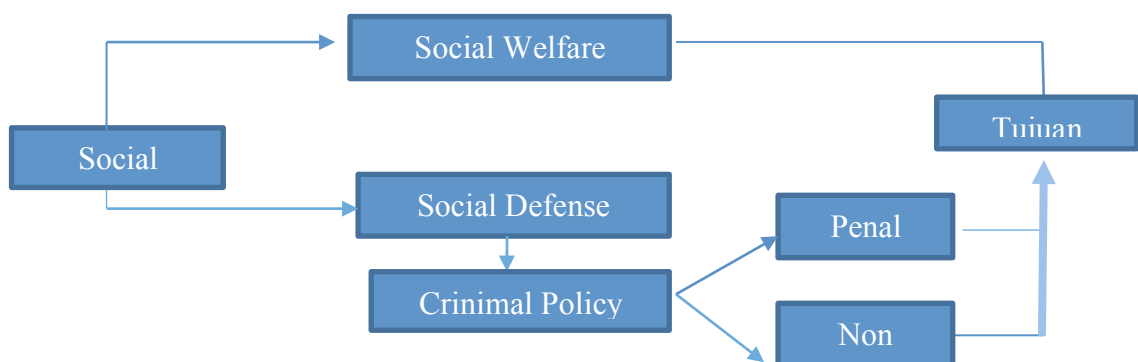 Social Welfare
Tujuan
Social
Social Defense
Penal
Crinimal Policy
Non